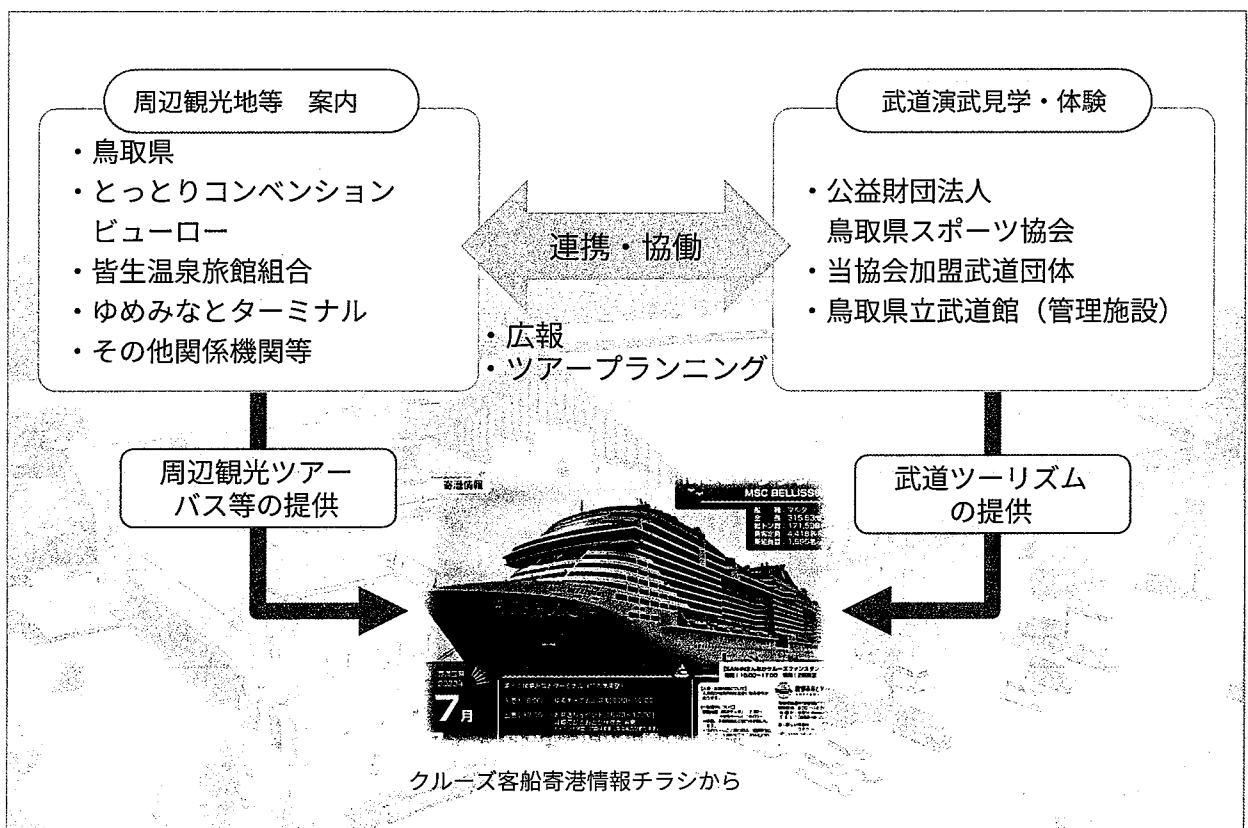 周辺観光地等 案内
・鳥取県
・とっとりコンベンション
ビューロー
・皆生温泉旅館組合
・ゆめみなとターミナル
・その他関係機関等
連携・協働
・広報
・ツアープランニング
武道演武見学・体験
・公益財団法人
鳥取県スポーツ協会
・当協会加盟武道団体
・鳥取県立武道館（管理施設）
周辺観光ツアー
バス等の提供
武道ツーリズム
の提供
寄港情報
MSC BELLISS
7月
クルーズ客船寄港情報チラシから